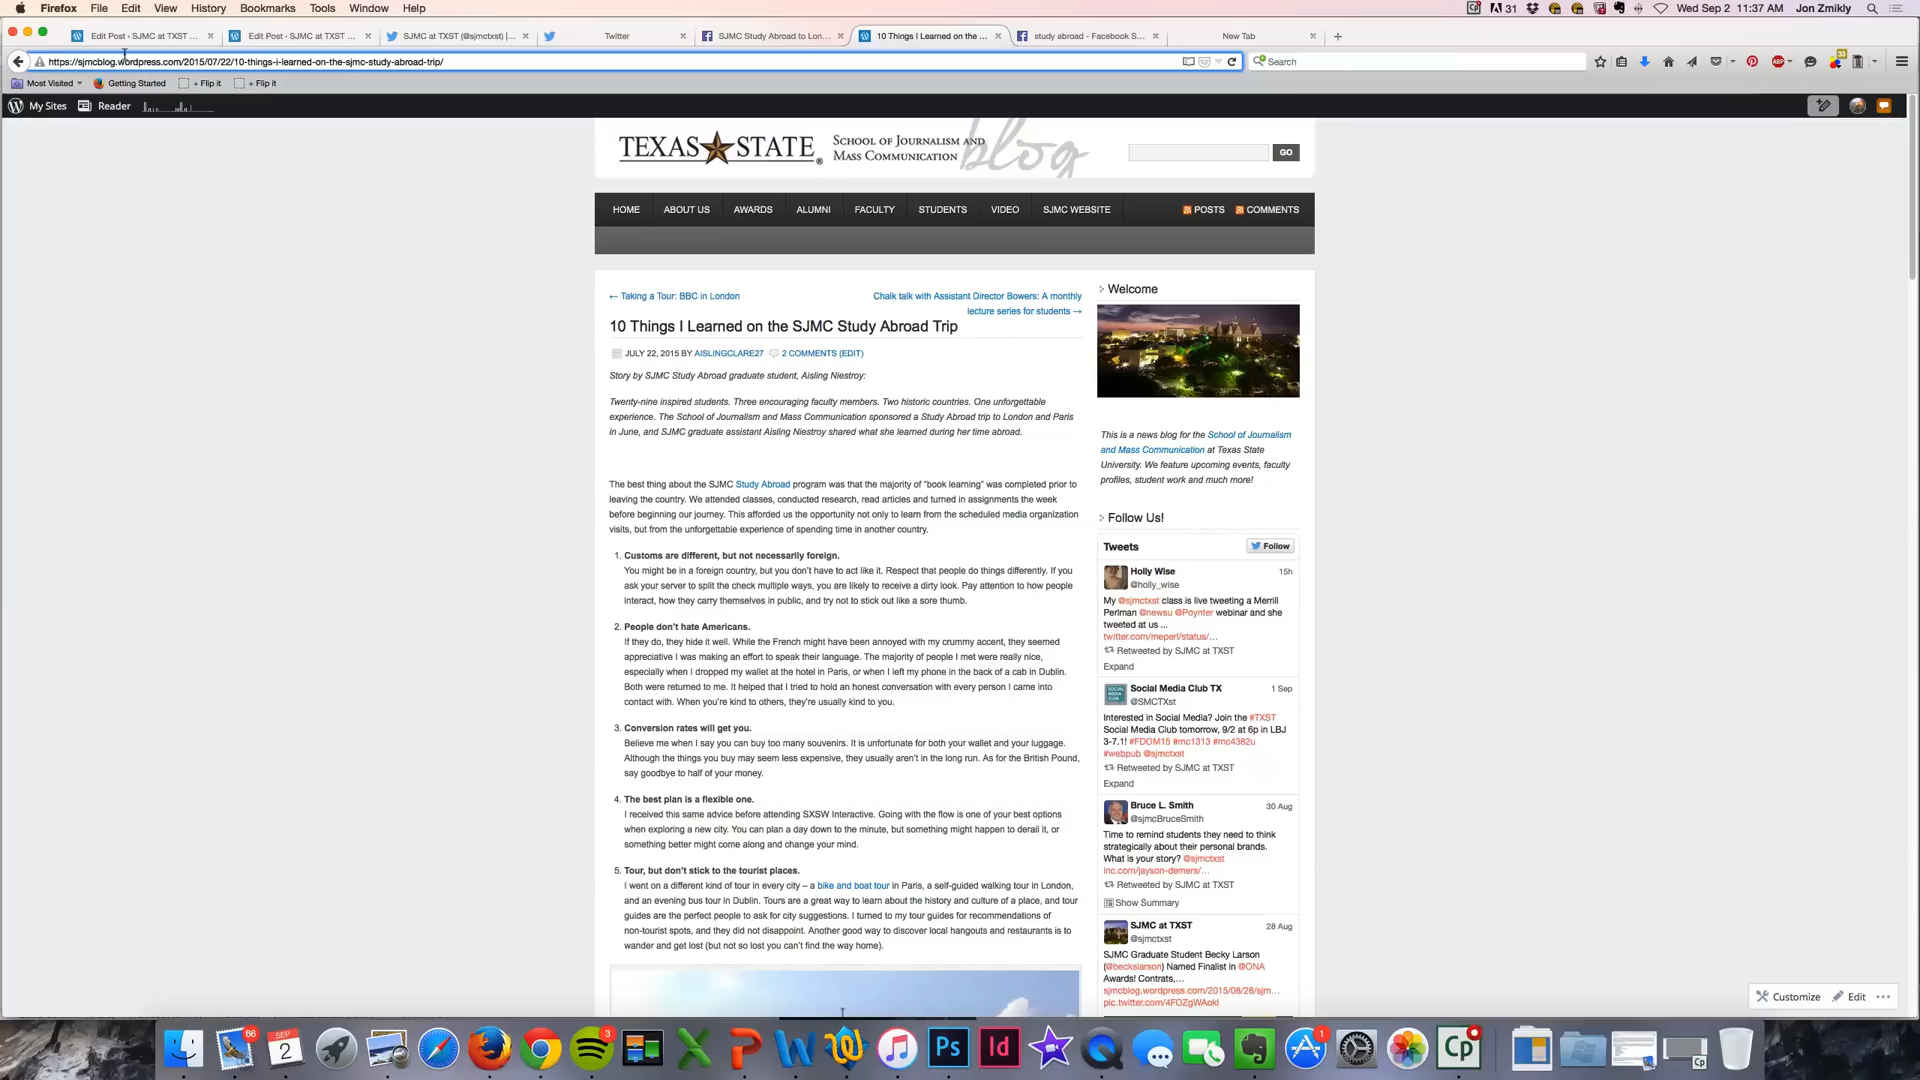 Firefox File Edit View History Bookmarks Tools Window Help 31 Wed Sep 2 11:37 AM Jon Zmikly
Edit Post ‹ SJMC at TXST ... Edit Post ‹ SJMC at TXST ... SJMC at TXST (@sjmctxst) |... Twitter SJMC Study Abroad to Lon... 10 Things I Learned on the ... study abroad - Facebook S... New Tab
https://sjmcblog.wordpress.com/2015/07/22/10-things-i-learned-on-the-sjmc-study-abroad-trip/ Search
Most Visited Getting Started + Flip it + Flip it
My Sites Reader
TEXAS STATE SCHOOL OF JOURNALISM AND
MASS COMMUNICATION
blog
GO
HOME ABOUT US AWARDS ALUMNI FACULTY STUDENTS VIDEO SJMC WEBSITE POSTS COMMENTS
← Taking a Tour: BBC in London
Chalk talk with Assistant Director Bowers: A monthly
lecture series for students →
10 Things I Learned on the SJMC Study Abroad Trip
JULY 22, 2015 BY AISLINGCLARE27 2 COMMENTS (EDIT)
Story by SJMC Study Abroad graduate student, Aisling Niestroy:
Twenty-nine inspired students. Three encouraging faculty members. Two historic countries. One unforgettable
experience. The School of Journalism and Mass Communication sponsored a Study Abroad trip to London and Paris
in June, and SJMC graduate assistant Aisling Niestroy shared what she learned during her time abroad.
The best thing about the SJMC Study Abroad program was that the majority of "book learning" was completed prior to
leaving the country. We attended classes, conducted research, read articles and turned in assignments the week
before beginning our journey. This afforded us the opportunity not only to learn from the scheduled media organization
visits, but from the unforgettable experience of spending time in another country.
1. Customs are different, but not necessarily foreign.
You might be in a foreign country, but you don't have to act like it. Respect that people do things differently. If you
ask your server to split the check multiple ways, you are likely to receive a dirty look. Pay attention to how people
interact, how they carry themselves in public, and try not to stick out like a sore thumb.
2. People don't hate Americans.
If they do, they hide it well. While the French might have been annoyed with my crummy accent, they seemed
appreciative I was making an effort to speak their language. The majority of people I met were really nice,
especially when I dropped my wallet at the hotel in Paris, or when I left my phone in the back of a cab in Dublin.
Both were returned to me. It helped that I tried to hold an honest conversation with every person I came into
contact with. When you're kind to others, they're usually kind to you.
3. Conversion rates will get you.
Believe me when I say you can buy too many souvenirs. It is unfortunate for both your wallet and your luggage.
Although the things you buy may seem less expensive, they usually aren't in the long run. As for the British Pound,
say goodbye to half of your money.
4. The best plan is a flexible one.
I received this same advice before attending SXSW Interactive. Going with the flow is one of your best options
when exploring a new city. You can plan a day down to the minute, but something might happen to derail it, or
something better might come along and change your mind.
5. Tour, but don't stick to the tourist places.
I went on a different kind of tour in every city – a bike and boat tour in Paris, a self-guided walking tour in London,
and an evening bus tour in Dublin. Tours are a great way to learn about the history and culture of a place, and tour
guides are the perfect people to ask for city suggestions. I turned to my tour guides for recommendations of
non-tourist spots, and they did not disappoint. Another good way to discover local hangouts and restaurants is to
wander and get lost (but not so lost you can't find the way home).
Welcome
This is a news blog for the School of Journalism
and Mass Communication at Texas State
University. We feature upcoming events, faculty
profiles, student work and much more!
Follow Us!
Tweets Follow
Holly Wise 15h
@holly_wise
My @sjmctxst class is live tweeting a Merrill
Perlman @newsu @Poynter webinar and she
tweeted at us ...
twitter.com/meperl/status/...
Retweeted by SJMC at TXST
Expand
Social Media Club TX 1 Sep
@SMCTXst
Interested in Social Media? Join the #TXST
Social Media Club tomorrow, 9/2 at 6p in LBJ
3-7.1! #FDOM15 #mc1313 #mc4382u
#webpub @sjmctxst
Retweeted by SJMC at TXST
Expand
Bruce L. Smith 30 Aug
@sjmcBruceSmith
Time to remind students they need to think
strategically about their personal brands.
What is your story? @sjmctxst
inc.com/jayson-demers/...
Retweeted by SJMC at TXST
Show Summary
SJMC at TXST 28 Aug
@sjmctxst
SJMC Graduate Student Becky Larson
(@beckslarson) Named Finalist in @ONA
Awards! Contrats,...
sjmcblog.wordpress.com/2015/08/28/sjm...
pic.twitter.com/4FOZgWAokl
Customize Edit
66 SEP 2 3 Ps Id 1 Cp Cp